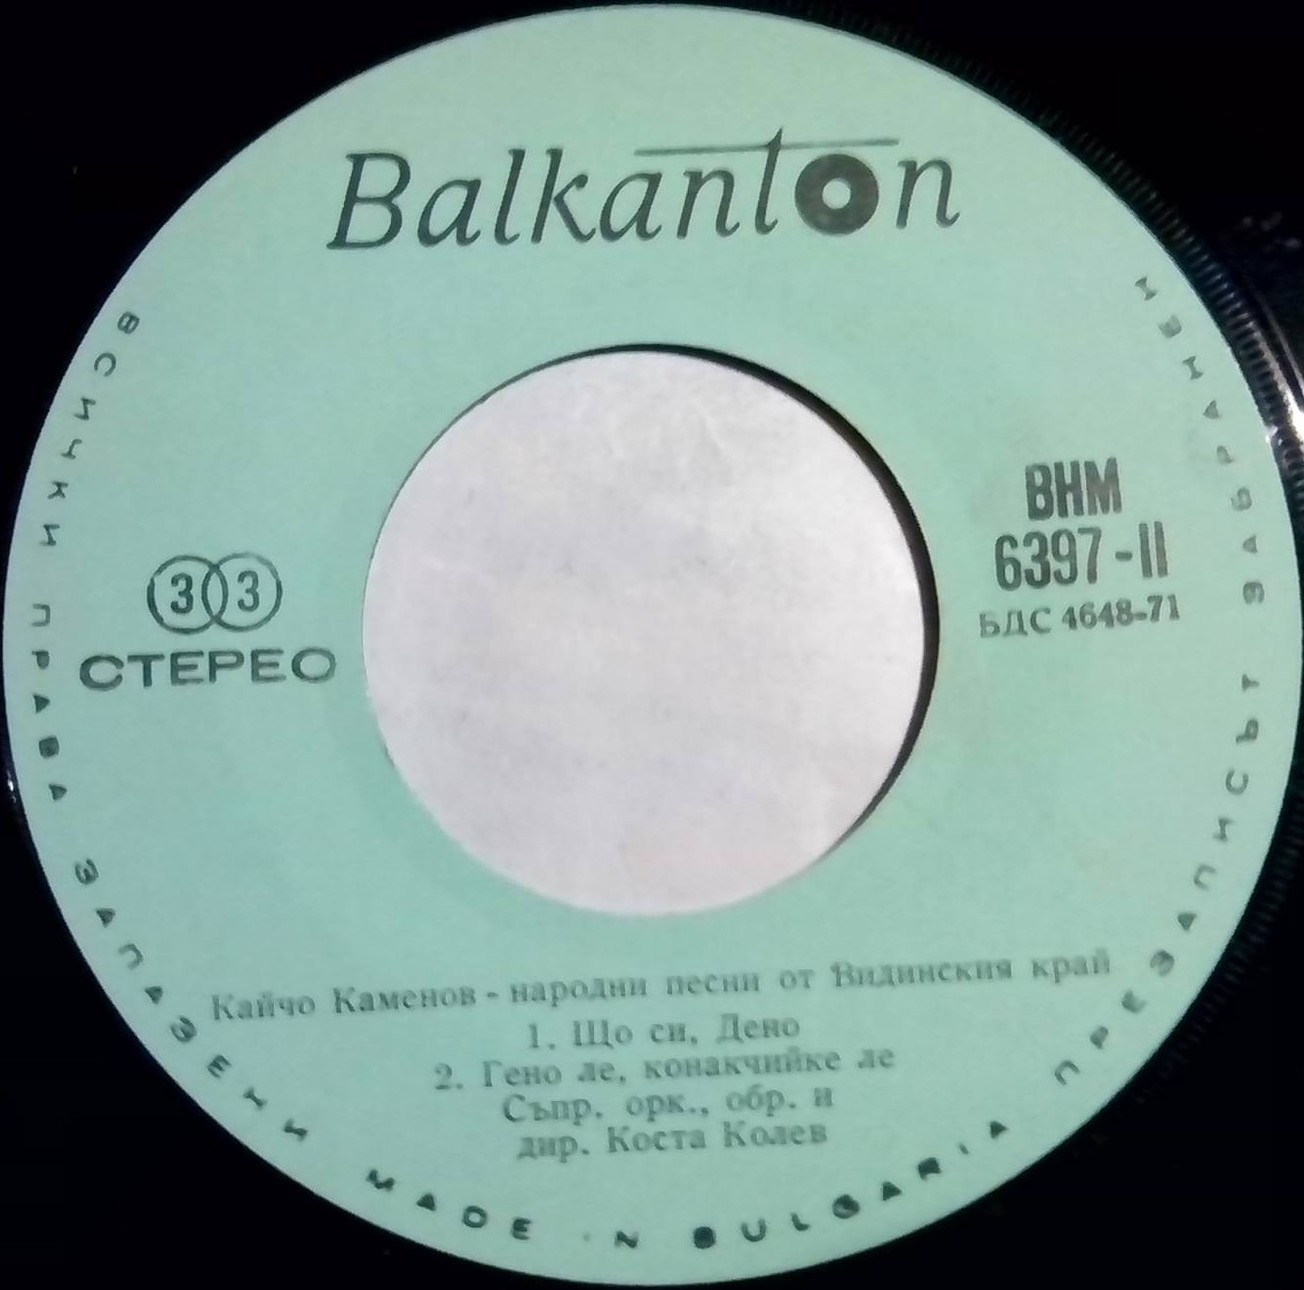 Balkanton
ВСИЧКИ ПРАВА ЗАПАЗЕНИ MADE IN BULGARIA ПРЕЗАПИСЪТ ЗАБРАНЕН
33
СТЕРЕО
ВНМ
6397-II
БДС 4648-71
Кайчо Каменов - народни песни от Видинския край
1. Що си, Дено
2. Гено ле, конакчийке ле
Съпр. орк., обр. и
дир. Коста Колев